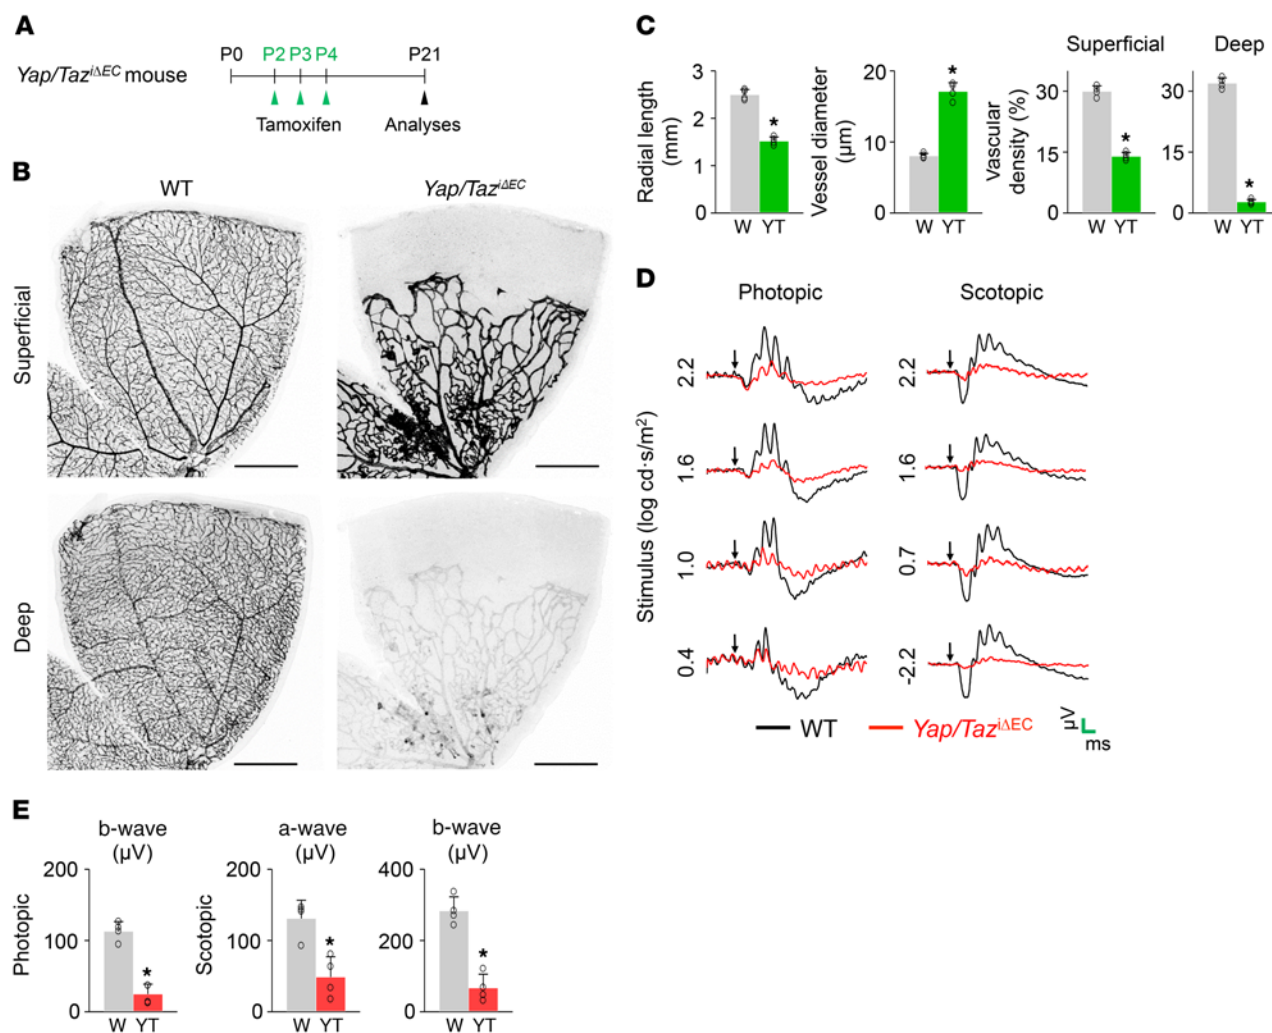 A
P0 P2 P3 P4 P21
Yap/Taz^iΔEC mouse
Tamoxifen Analyses
B
WT Yap/Taz^iΔEC
Superficial
Deep
C
Superficial Deep
Radial length
(mm)
3
2
1
0
*
W YT
Vessel diameter
(µm)
20
10
0
*
W YT
Vascular
density (%)
30
15
0
*
W YT
30
15
0
*
W YT
D
Photopic Scotopic
Stimulus (log cd·s/m²)
2.2 2.2
1.6 1.6
1.0 0.7
0.4 -2.2
WT Yap/Taz^iΔEC
µV
ms
E
b-wave
(µV)
Photopic
200
100
0
*
W YT
a-wave
(µV)
Scotopic
200
100
0
*
W YT
b-wave
(µV)
400
200
0
*
W YT